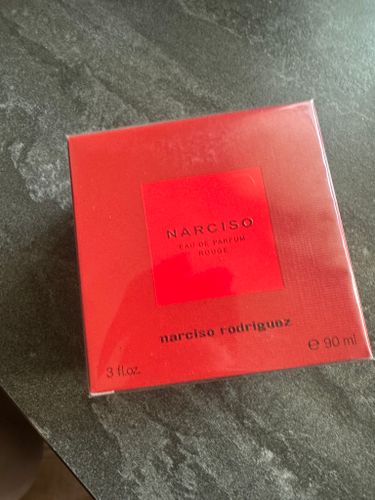 NARCISO
EAU DE PARFUM
ROUGE
narciso rodriguez
3 fl.oz. ℮ 90 ml